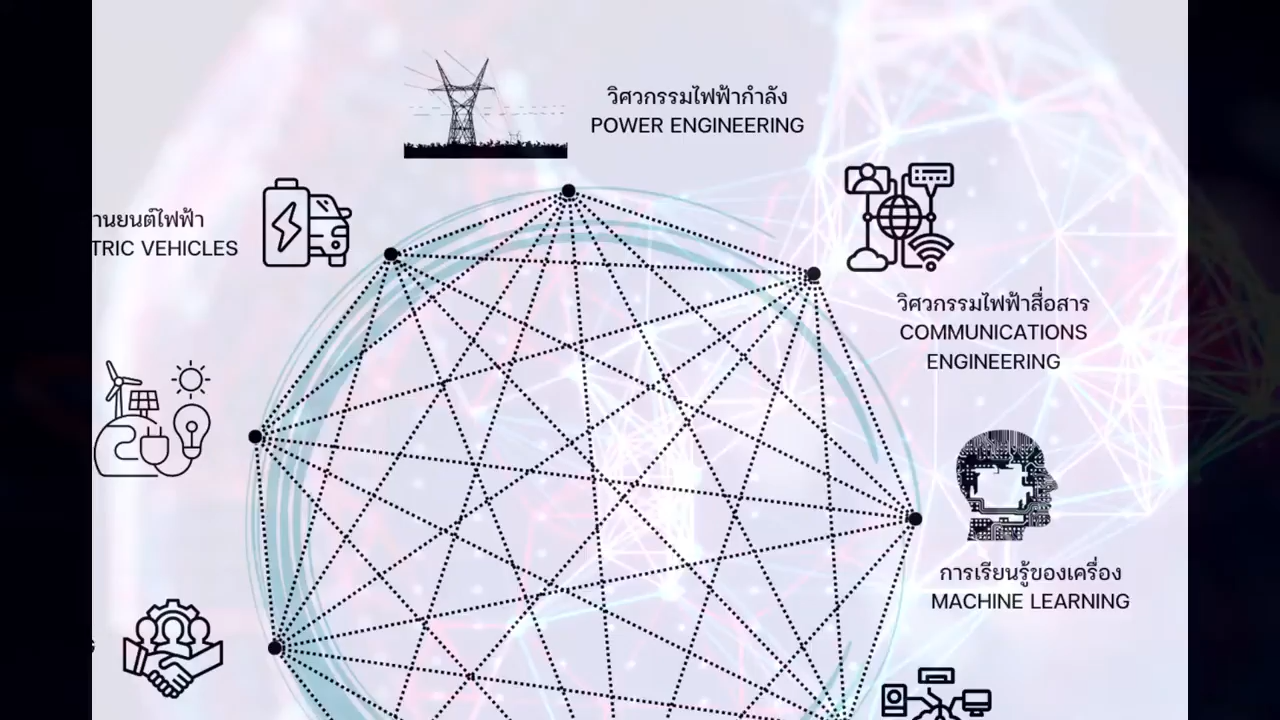 วิศวกรรมไฟฟ้ากำลัง
POWER ENGINEERING
านยนต์ไฟฟ้า
TRIC VEHICLES
วิศวกรรมไฟฟ้าสื่อสาร
COMMUNICATIONS
ENGINEERING
การเรียนรู้ของเครื่อง
MACHINE LEARNING